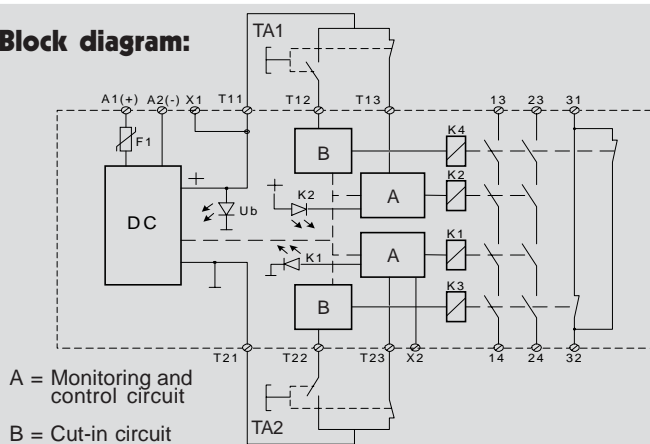 Block diagram:
TA1
A1(+) A2(-) X1 T11 T12 T13 13 23 31
F1
K4
B
K2
+
K2
A
Ub
DC
K1
K1
A
K3
B
T21 T22 T23 X2 14 24 32
A = Monitoring and
control circuit
TA2
B = Cut-in circuit